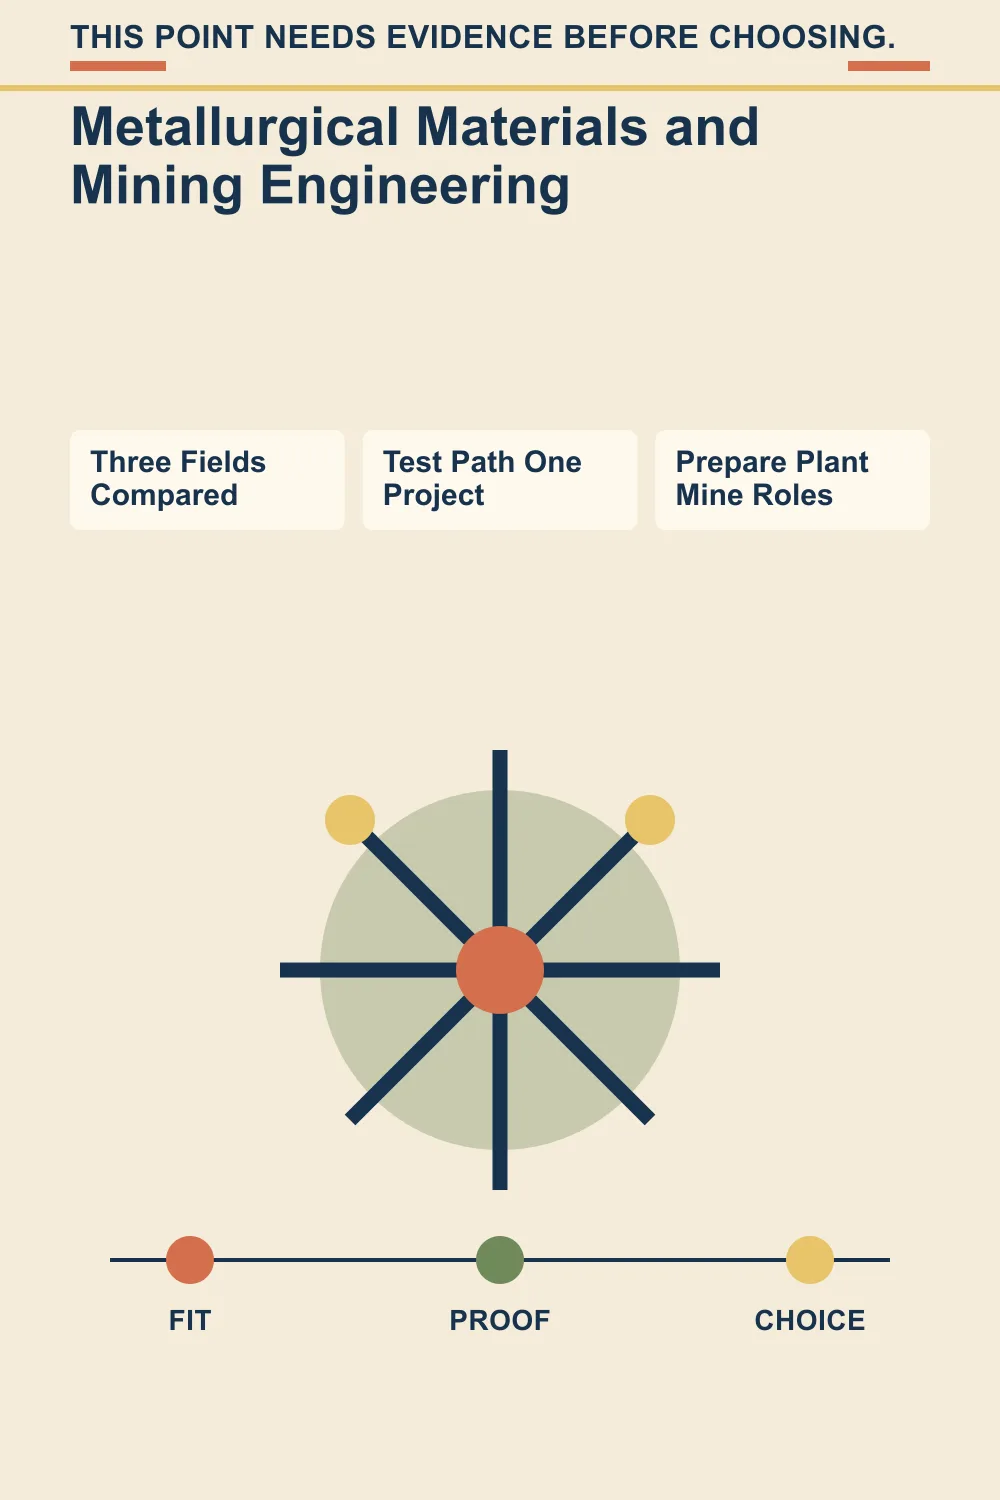 THIS POINT NEEDS EVIDENCE BEFORE CHOOSING.
Metallurgical Materials and
Mining Engineering
Three Fields
Compared
Test Path One
Project
Prepare Plant
Mine Roles
FIT
PROOF
CHOICE